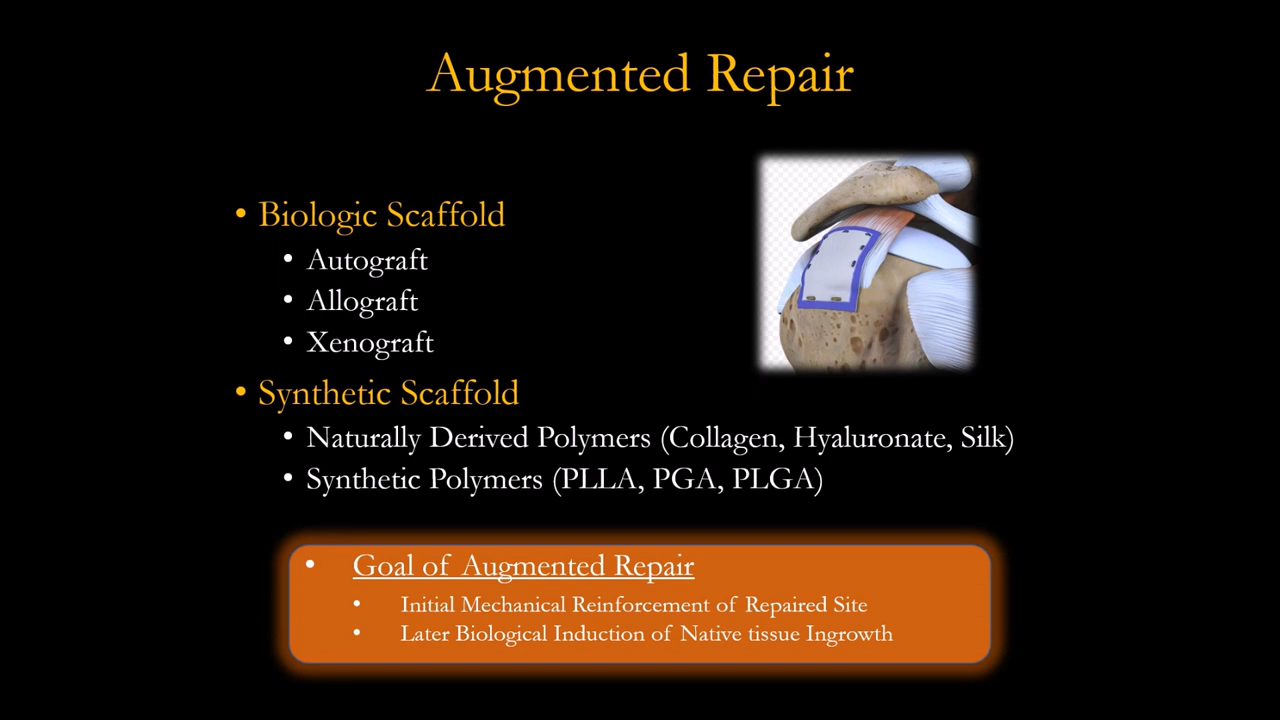 Augmented Repair
• Biologic Scaffold
• Autograft
• Allograft
• Xenograft
• Synthetic Scaffold
• Naturally Derived Polymers (Collagen, Hyaluronate, Silk)
• Synthetic Polymers (PLLA, PGA, PLGA)
• Goal of Augmented Repair
• Initial Mechanical Reinforcement of Repaired Site
• Later Biological Induction of Native tissue Ingrowth